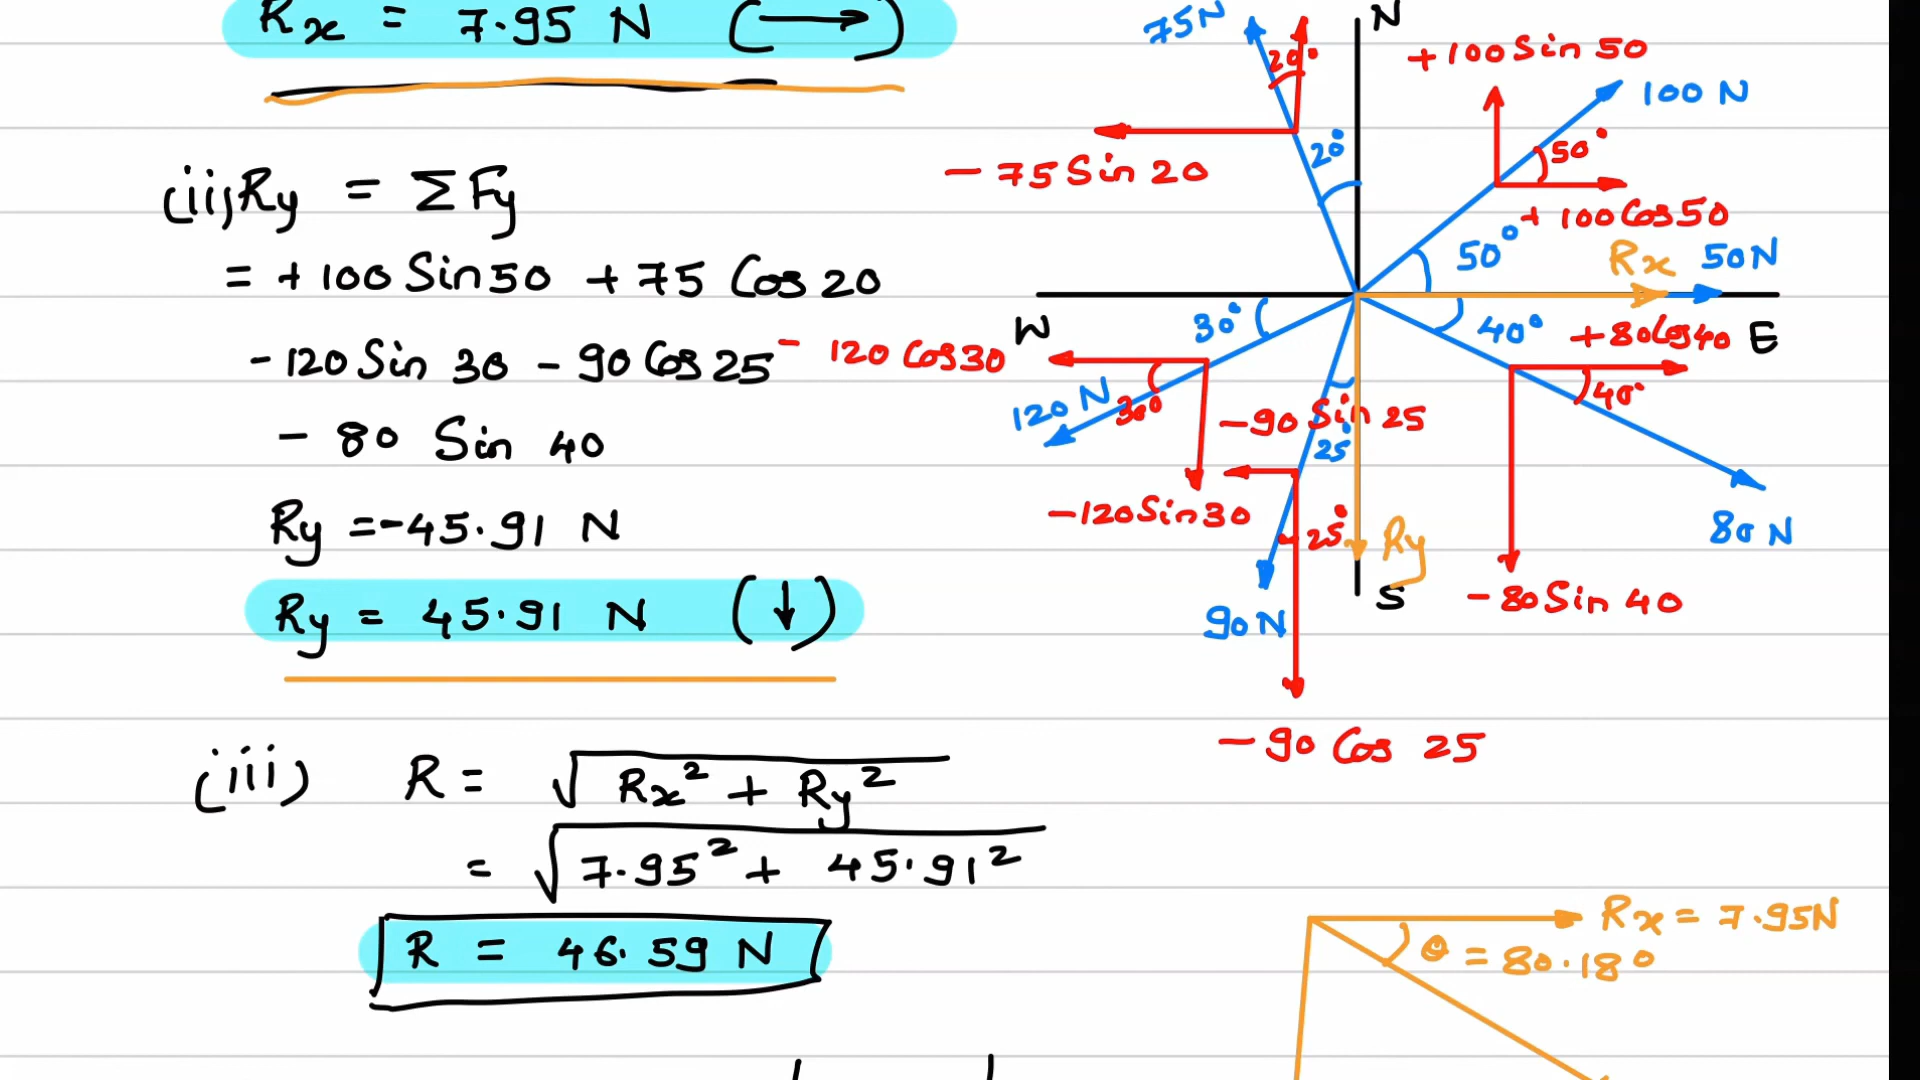 Rx = 7.95 N (→)
(ii) Ry = ΣFy
= +100 Sin50 +75 Cos 20
-120 Sin 30 - 90 Cos 25
- 80 Sin 40
Ry =-45.91 N
Ry = 45.91 N (↓)
(iii) R = √Rx² + Ry²
= √7.95² + 45.91²
R = 46.59 N
75N
20°
N
+100 Sin 50
100 N
- 75 Sin 20
20°
50°
+ 100 Cos 50
50°
Rx
50N
W
30°
40°
+80 Cos 40
E
- 120 Cos 30
120 N
30°
-90 Sin 25
40°
25°
-120 Sin 30
25°
Ry
80 N
90 N
S
- 80 Sin 40
- 90 Cos 25
Rx = 7.95N
θ = 80.18°